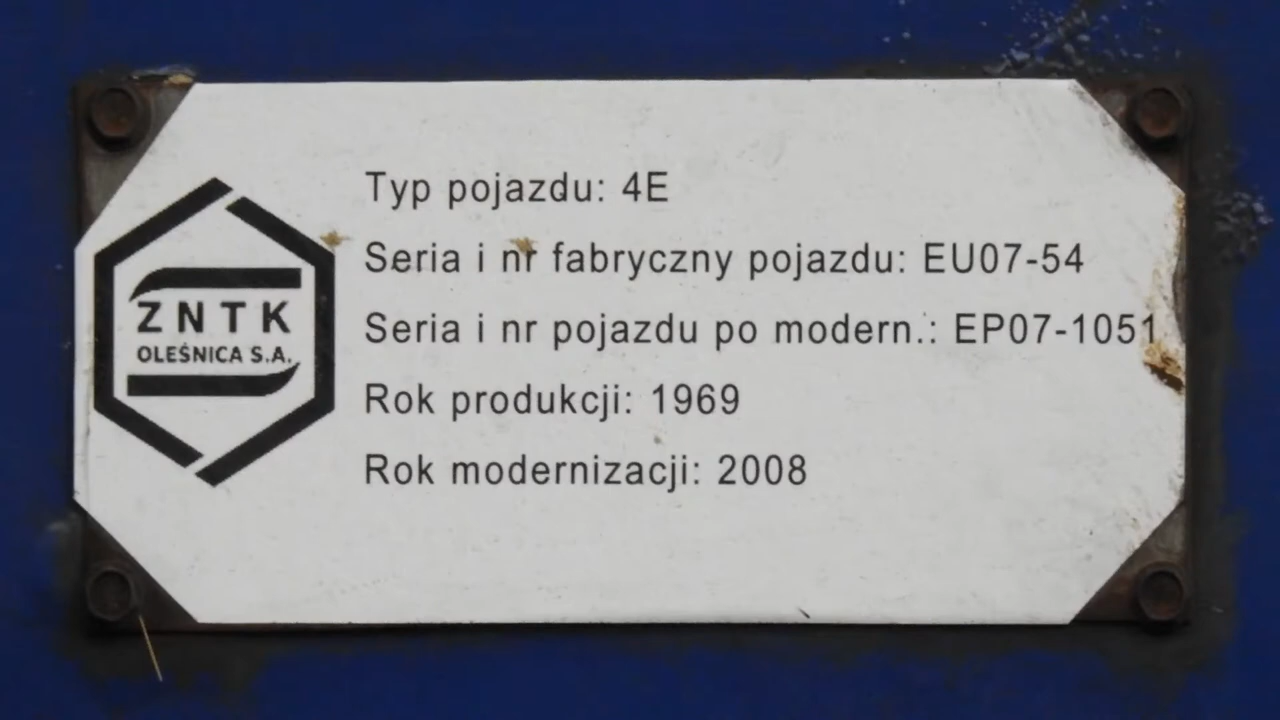 ZNTK
OLEŚNICA S.A.
Typ pojazdu: 4E
Seria i nr fabryczny pojazdu: EU07-54
Seria i nr pojazdu po modern.: EP07-1051
Rok produkcji: 1969
Rok modernizacji: 2008